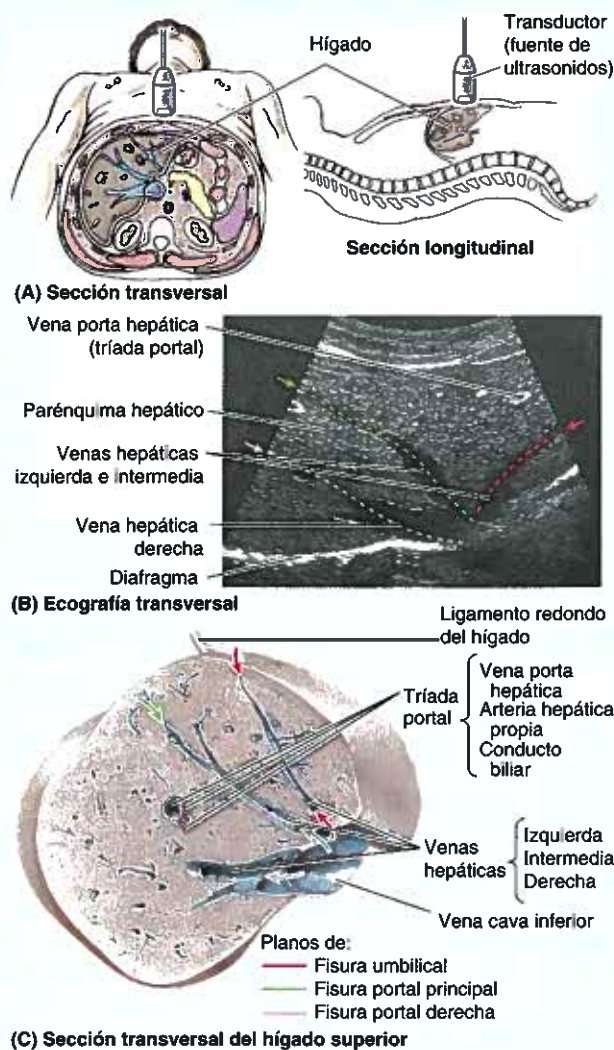 Hígado
Transductor
(fuente de
ultrasonidos)
Sección longitudinal
(A) Sección transversal
Vena porta hepática
(tríada portal)
Parénquima hepático
Venas hepáticas
izquierda e intermedia
Vena hepática
derecha
Diafragma
(B) Ecografía transversal
Ligamento redondo
del hígado
Tríada
portal
Vena porta
hepática
Arteria hepática
propia
Conducto
biliar
Venas
hepáticas
Izquierda
Intermedia
Derecha
Vena cava inferior
Planos de:
Fisura umbilical
Fisura portal principal
Fisura portal derecha
(C) Sección transversal del hígado superior